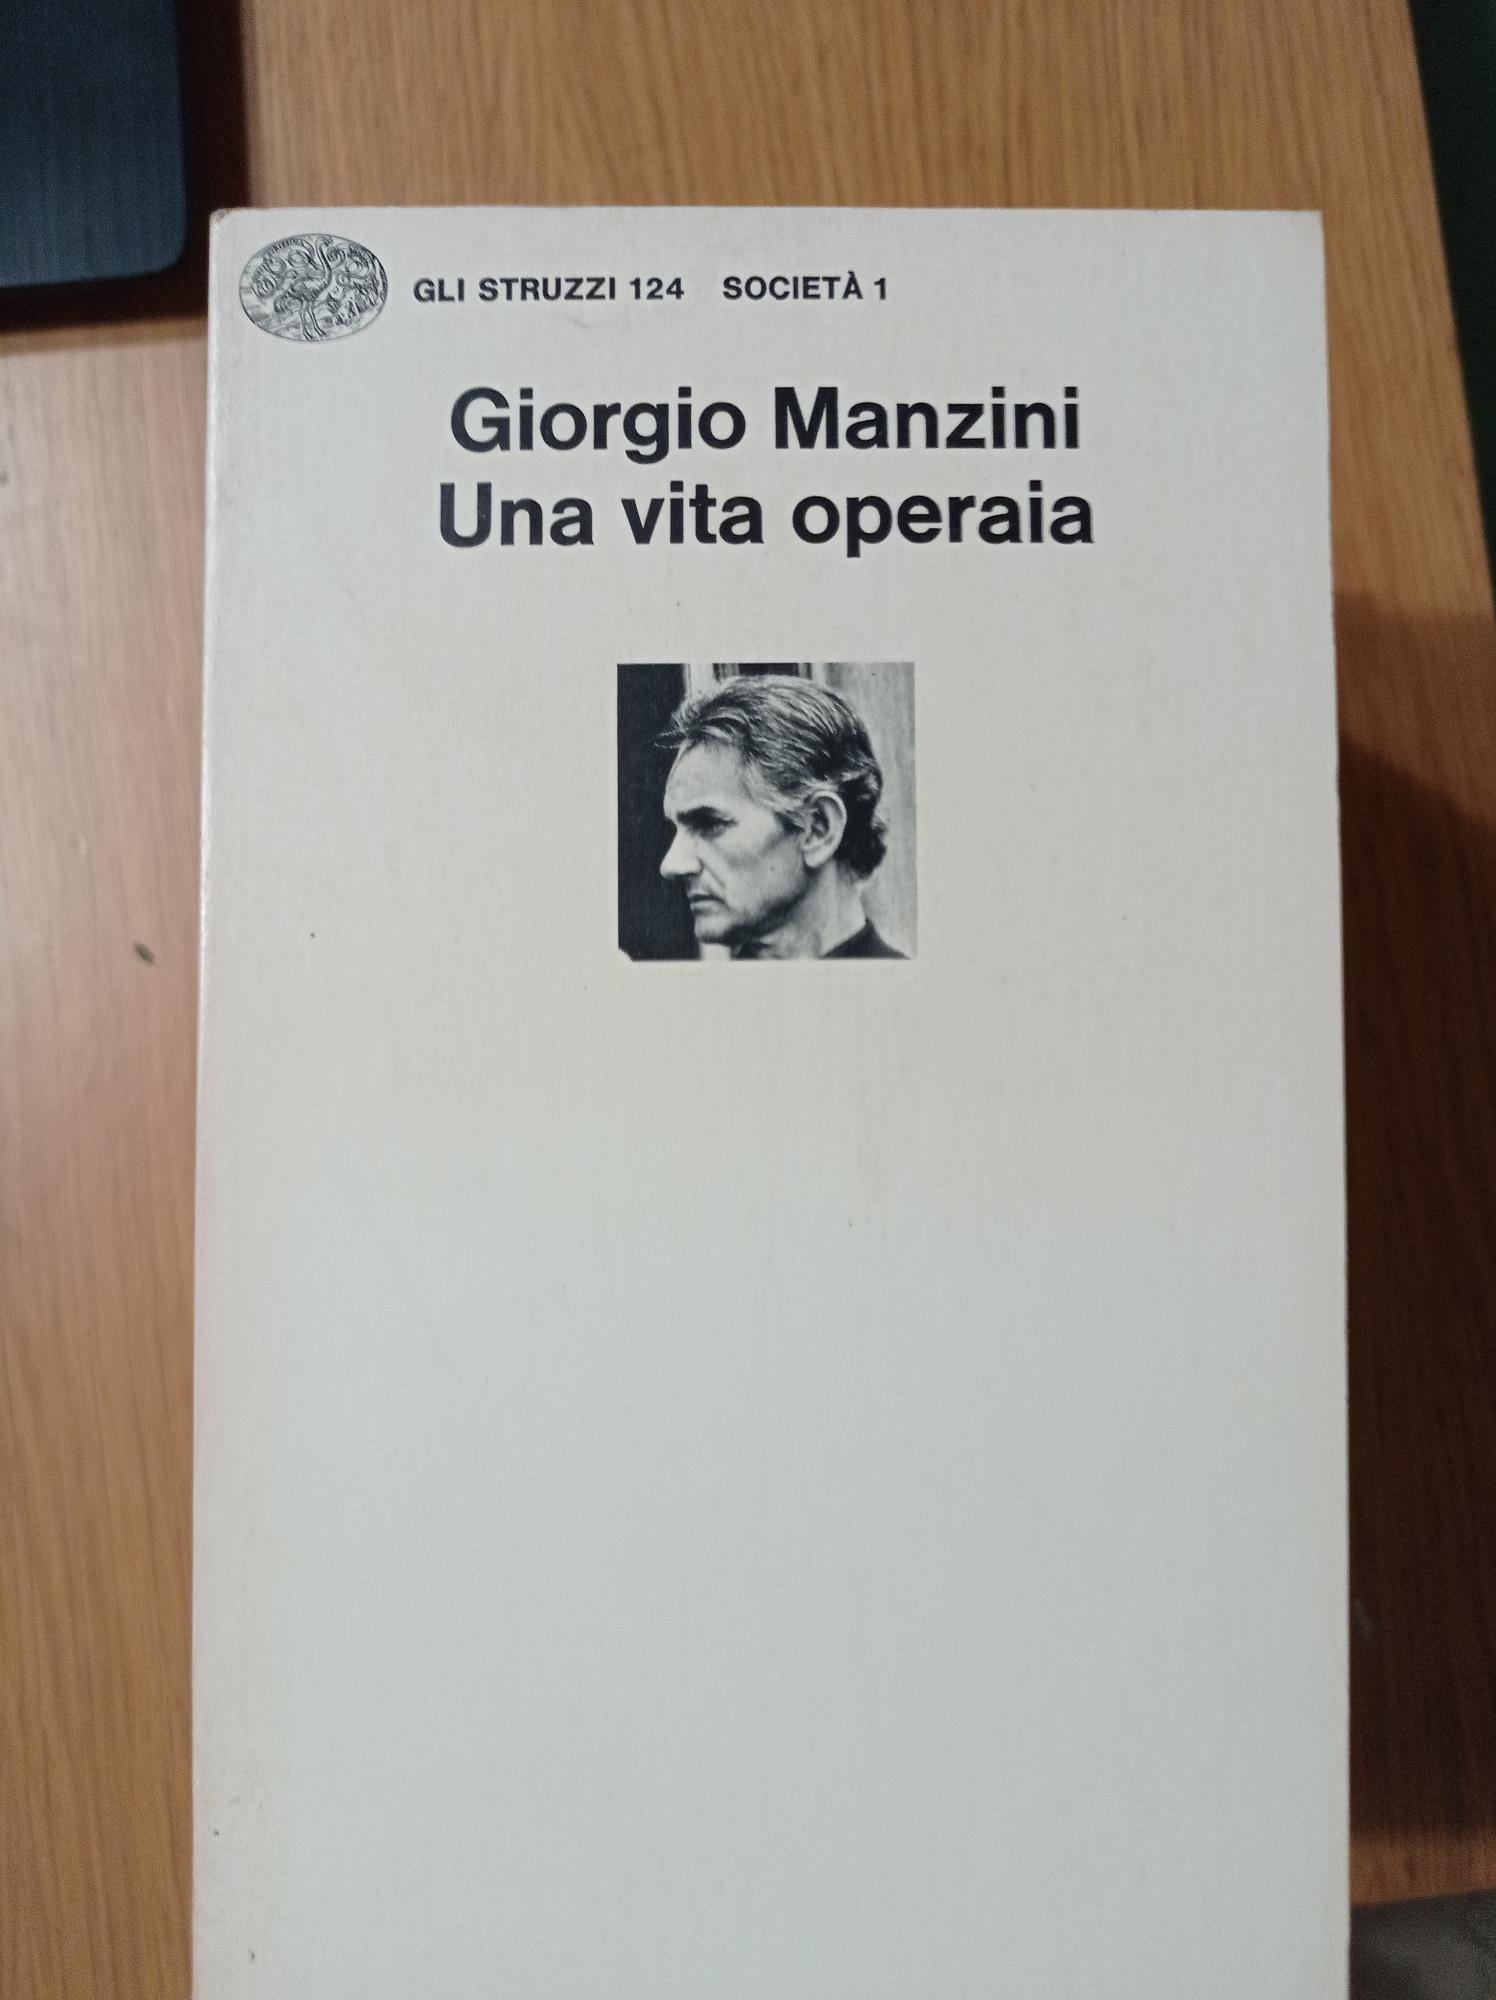 GLI STRUZZI 124 SOCIETÀ 1
Giorgio Manzini
Una vita operaia